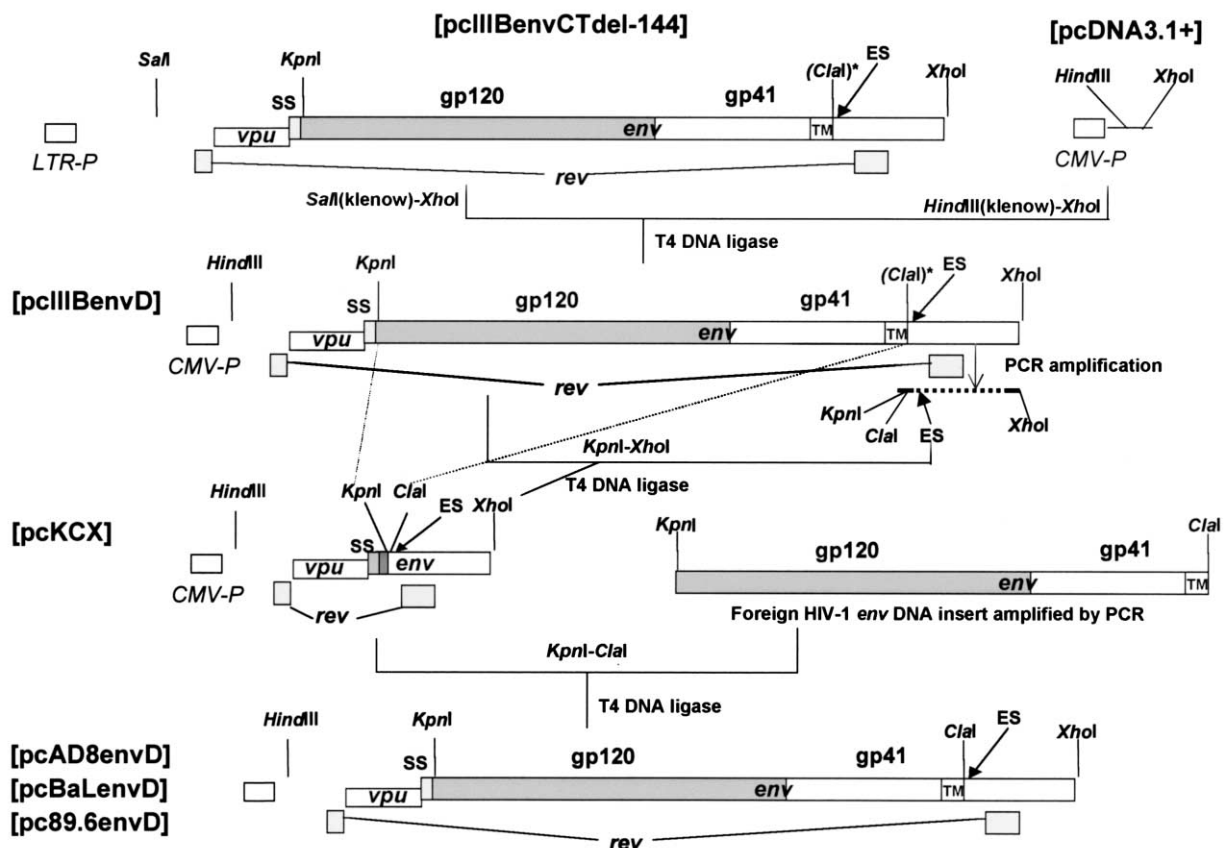 [pcIIIBenvCTdel-144]
[pcDNA3.1+]
SalI
KpnI
(ClaI)*
ES
XhoI
HindIII
XhoI
SS
gp120
gp41
vpu
env
TM
LTR-P
rev
CMV-P
SalI(klenow)-XhoI
HindIII(klenow)-XhoI
T4 DNA ligase
HindIII
KpnI
(ClaI)*
ES
XhoI
[pcIIIBenvD]
SS
gp120
gp41
vpu
env
TM
CMV-P
rev
PCR amplification
KpnI
ClaI
ES
XhoI
KpnI-XhoI
T4 DNA ligase
HindIII
KpnI
ClaI
ES
XhoI
[pcKCX]
SS
vpu
env
CMV-P
rev
KpnI
ClaI
gp120
gp41
env
TM
Foreign HIV-1 env DNA insert amplified by PCR
KpnI-ClaI
T4 DNA ligase
HindIII
KpnI
ClaI
ES
XhoI
[pcAD8envD]
[pcBaLenvD]
[pc89.6envD]
SS
gp120
gp41
vpu
env
TM
rev